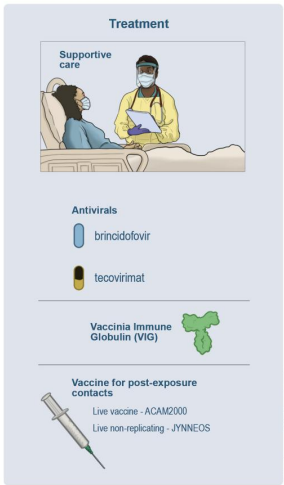 Treatment
Supportive
care
Antivirals
brincidofovir
tecovirimat
Vaccinia Immune
Globulin (VIG)
Vaccine for post-exposure
contacts
Live vaccine - ACAM2000
Live non-replicating - JYNNEOS